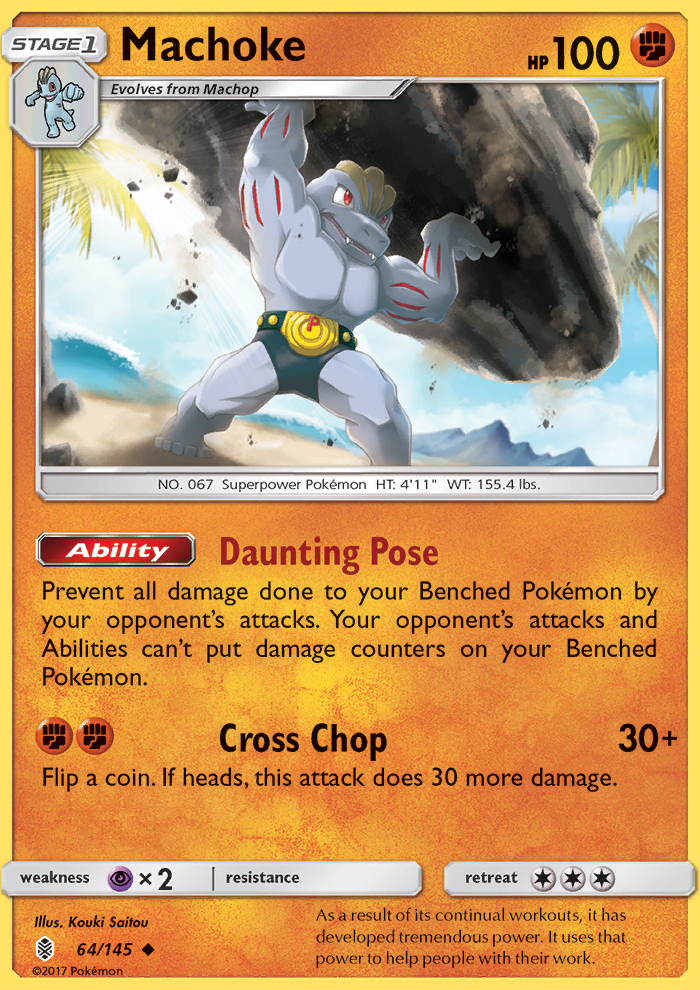 STAGE 1
Machoke
HP 100
Evolves from Machop
P
NO. 067 Superpower Pokémon HT: 4'11" WT: 155.4 lbs.
Ability Daunting Pose
Prevent all damage done to your Benched Pokémon by
your opponent's attacks. Your opponent's attacks and
Abilities can't put damage counters on your Benched
Pokémon.
Cross Chop 30+
Flip a coin. If heads, this attack does 30 more damage.
weakness × 2 resistance retreat
Illus. Kouki Saitou
64/145
©2017 Pokémon
As a result of its continual workouts, it has
developed tremendous power. It uses that
power to help people with their work.